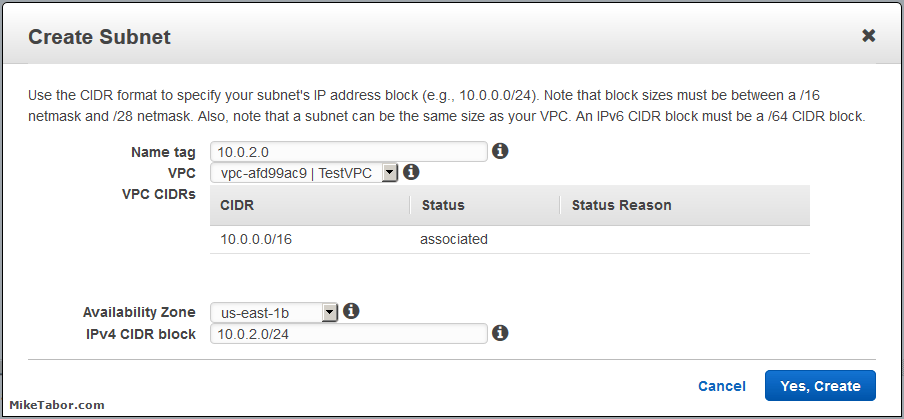 Create Subnet
Use the CIDR format to specify your subnet's IP address block (e.g., 10.0.0.0/24). Note that block sizes must be between a /16
netmask and /28 netmask. Also, note that a subnet can be the same size as your VPC. An IPv6 CIDR block must be a /64 CIDR block.
Name tag 10.0.2.0
VPC vpc-afd99ac9 | TestVPC
VPC CIDRs
CIDR Status Status Reason
10.0.0.0/16 associated
Availability Zone us-east-1b
IPv4 CIDR block 10.0.2.0/24
Cancel Yes, Create
MikeTabor.com